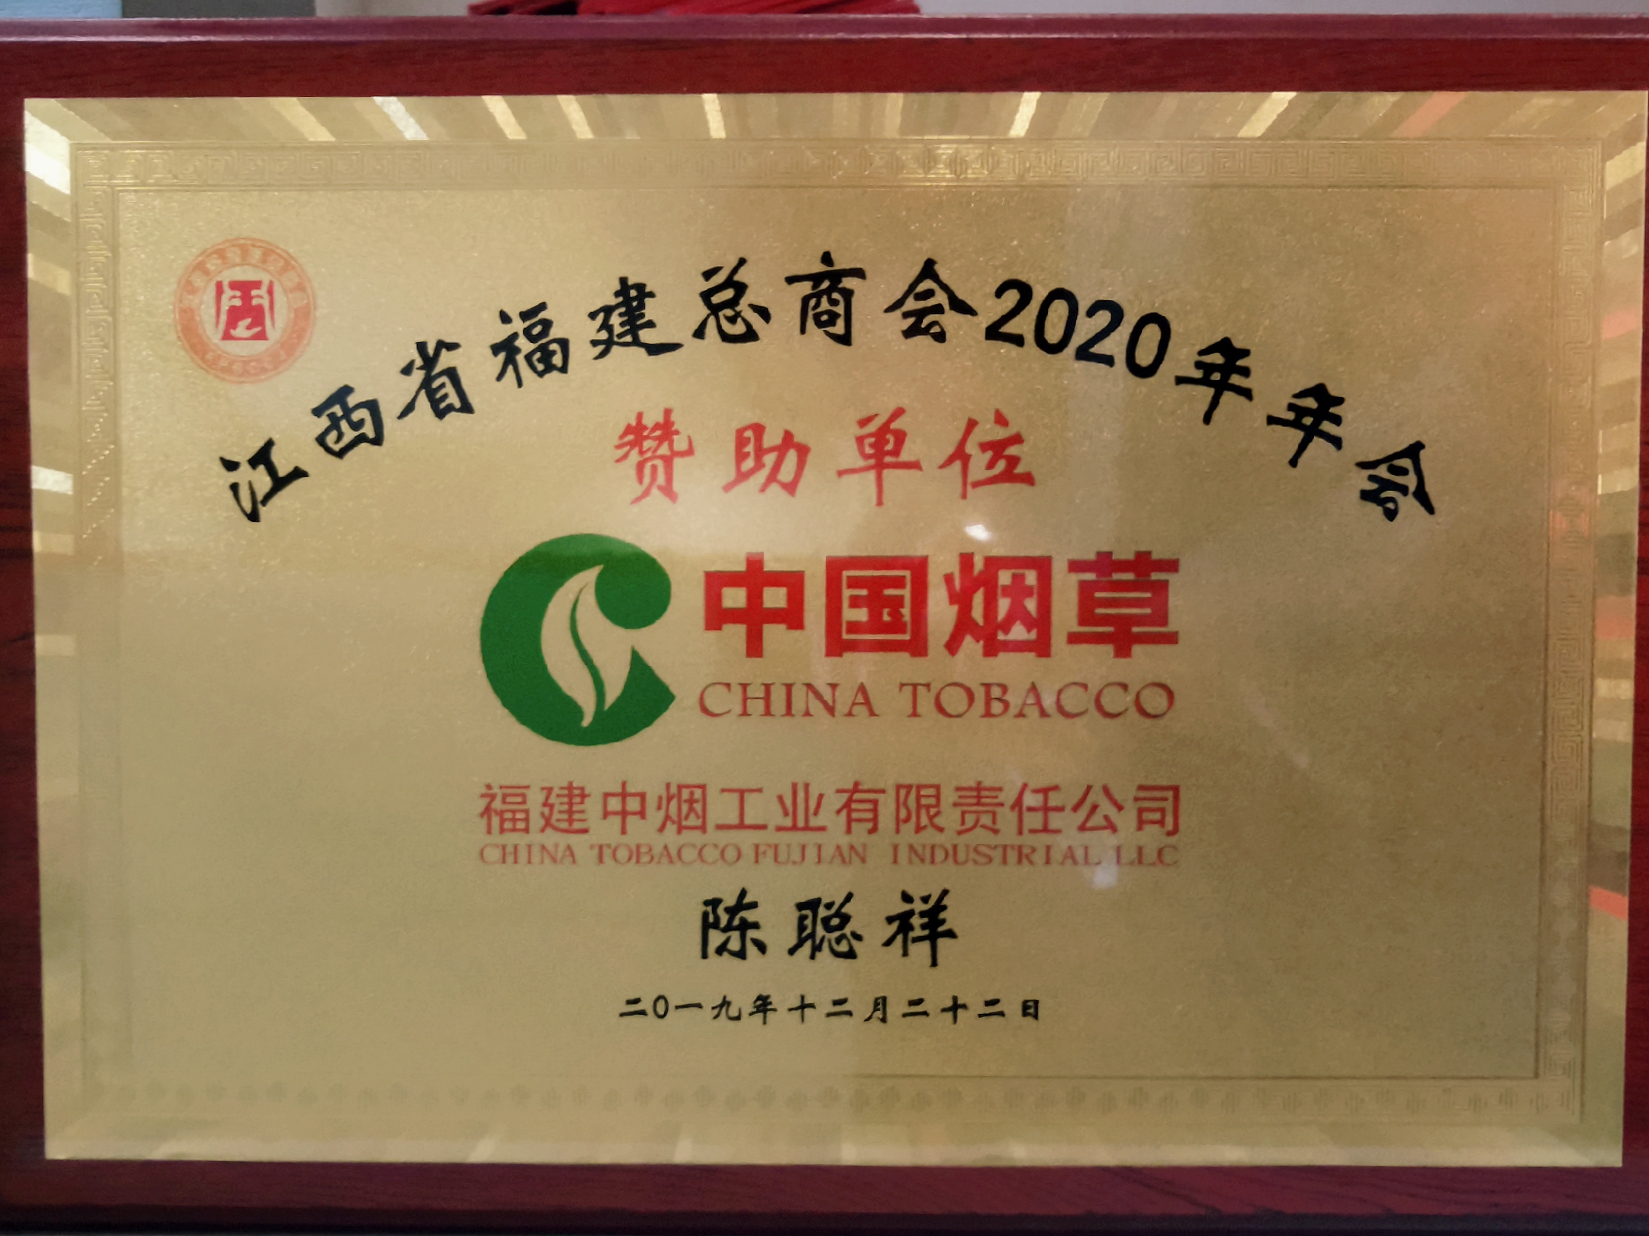 江西省福建总商会2020年年会
赞助单位
中国烟草
CHINA TOBACCO
福建中烟工业有限责任公司
CHINA TOBACCO FUJIAN INDUSTRIAL LLC
陈聪祥
二0一九年十二月二十二日